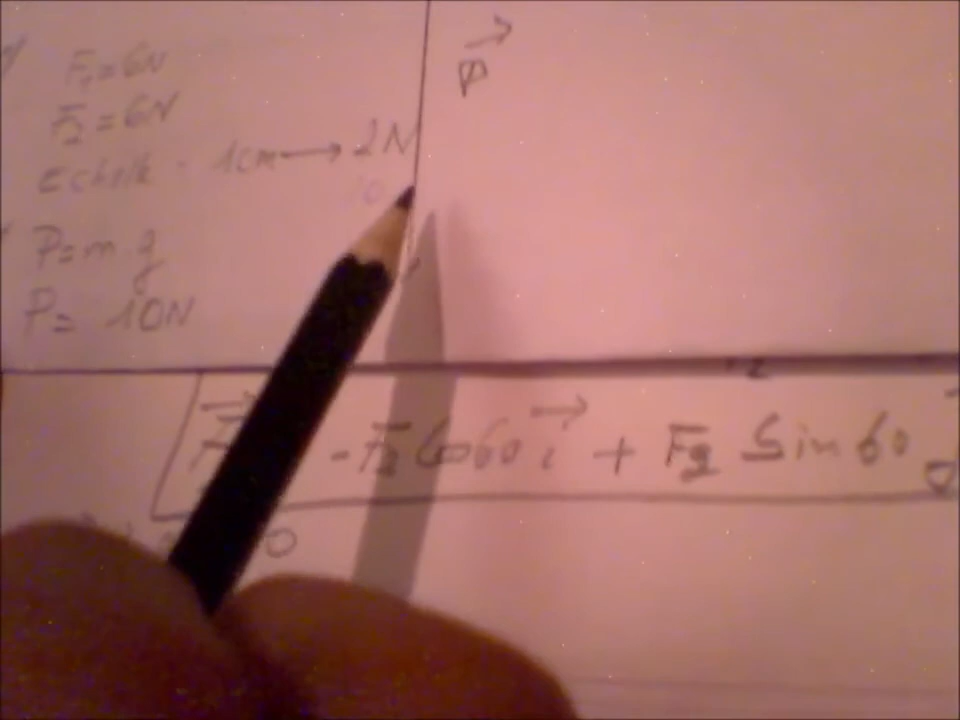 F₁ = 6N
F₂ = 6N
Echelle 1cm → 2N
P = m.g
P = 10N
P⃗
- F₂ Cos60 i⃗ + F₂ Sin 60